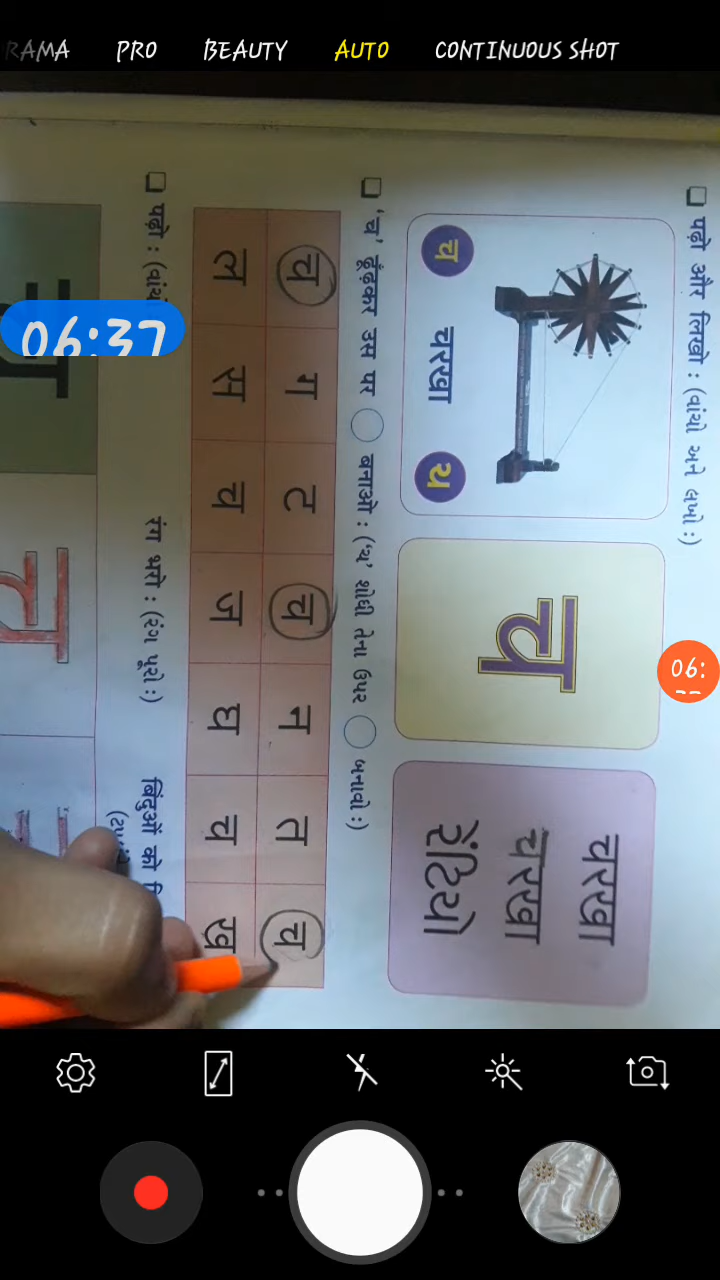 RAMA PRO BEAUTY AUTO CONTINUOUS SHOT
06:37
06:
❑ पढ़ो और लिखो : (વાંચો અને લખો :)
च चरखा ચ
च
चरखा
चरखा
રેંટિયો
❑ 'च' ढूंढ़कर उस पर ◯ बनाओ : ('ચ' શોધી તેના ઉપર ◯ બનાવો :)
च ग ट च न त च
ल स च ज घ च ख
❑ पढ़ो : रंग भरो : (રંગ પૂરો :) बिंदुओं को
च च